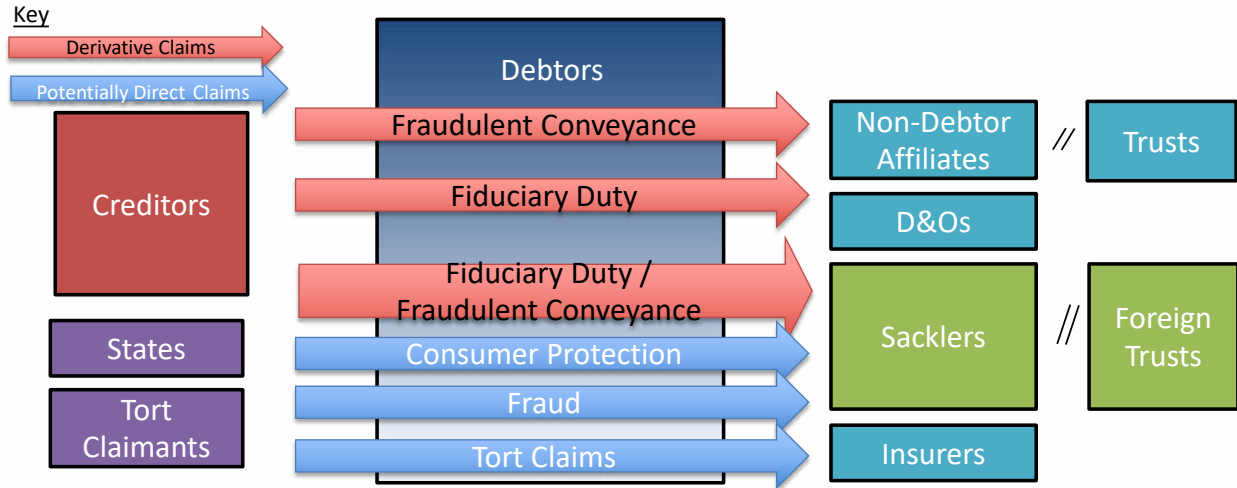 Key
Derivative Claims
Potentially Direct Claims
Debtors
Fraudulent Conveyance
Non-Debtor
Affiliates
//
Trusts
Creditors
Fiduciary Duty
D&Os
Fiduciary Duty /
Fraudulent Conveyance
Sacklers
//
Foreign
Trusts
States
Consumer Protection
Tort
Claimants
Fraud
Tort Claims
Insurers